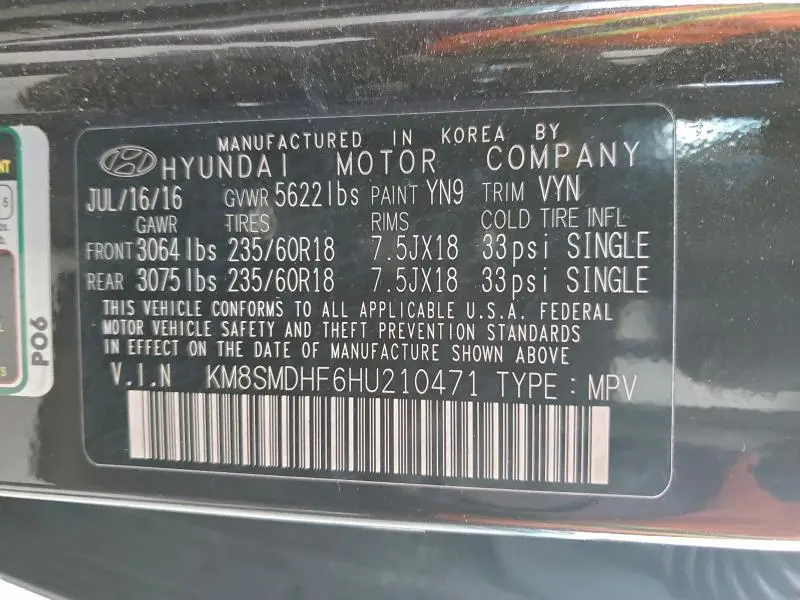 MANUFACTURED IN KOREA BY
HYUNDAI MOTOR COMPANY
JUL/16/16 GVWR 5622lbs PAINT YN9 TRIM VYN
GAWR TIRES RIMS COLD TIRE INFL
FRONT 3064lbs 235/60R18 7.5JX18 33psi SINGLE
REAR 3075lbs 235/60R18 7.5JX18 33psi SINGLE
THIS VEHICLE CONFORMS TO ALL APPLICABLE U.S.A. FEDERAL
MOTOR VEHICLE SAFETY AND THEFT PREVENTION STANDARDS
IN EFFECT ON THE DATE OF MANUFACTURE SHOWN ABOVE
V.I.N KM8SMDHF6HU210471 TYPE : MPV
P06